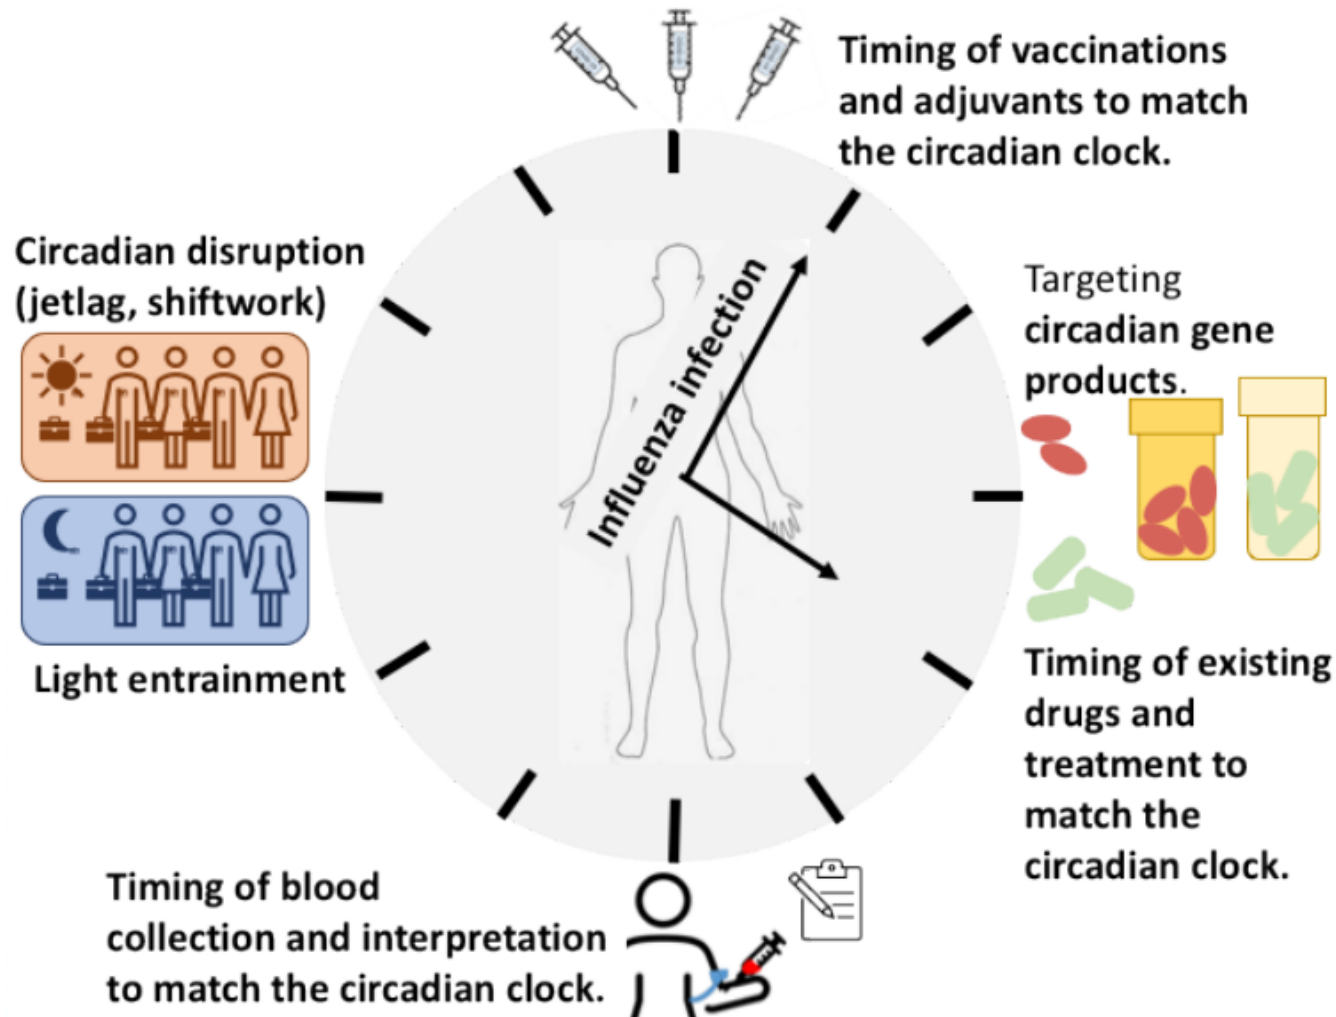 Timing of vaccinations
and adjuvants to match
the circadian clock.
Circadian disruption
(jetlag, shiftwork)
Targeting
circadian gene
products.
Influenza infection
Light entrainment
Timing of existing
drugs and
treatment to
match the
circadian clock.
Timing of blood
collection and interpretation
to match the circadian clock.